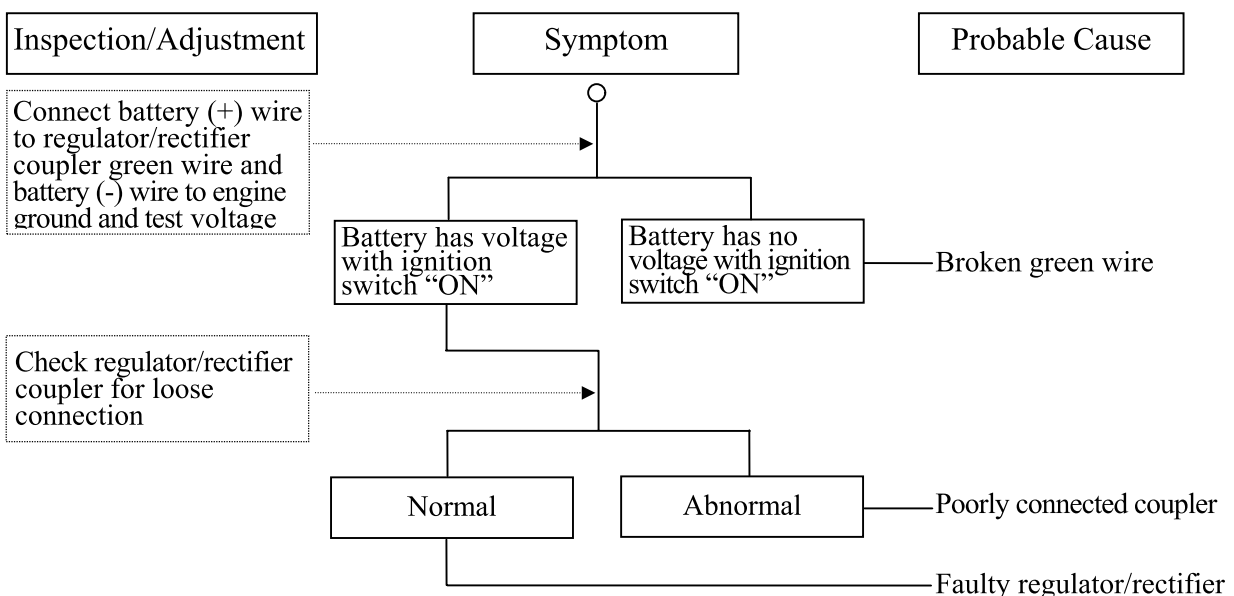 Inspection/Adjustment
Symptom
Probable Cause
Connect battery (+) wire
to regulator/rectifier
coupler green wire and
battery (-) wire to engine
ground and test voltage
Battery has voltage
with ignition
switch “ON”
Battery has no
voltage with ignition
switch “ON”
Broken green wire
Check regulator/rectifier
coupler for loose
connection
Normal
Abnormal
Poorly connected coupler
Faulty regulator/rectifier